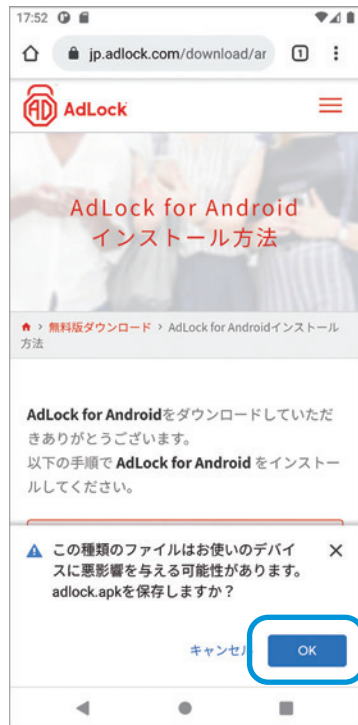 17:52
jp.adlock.com/download/ar
1
AD AdLock
AdLock for Android
インストール方法
> 無料版ダウンロード > AdLock for Androidインストール
方法
AdLock for Androidをダウンロードしていただ
きありがとうございます。
以下の手順で AdLock for Android をインストー
ルしてください。
この種類のファイルはお使いのデバイ
スに悪影響を与える可能性があります。
adlock.apkを保存しますか？
キャンセル
OK